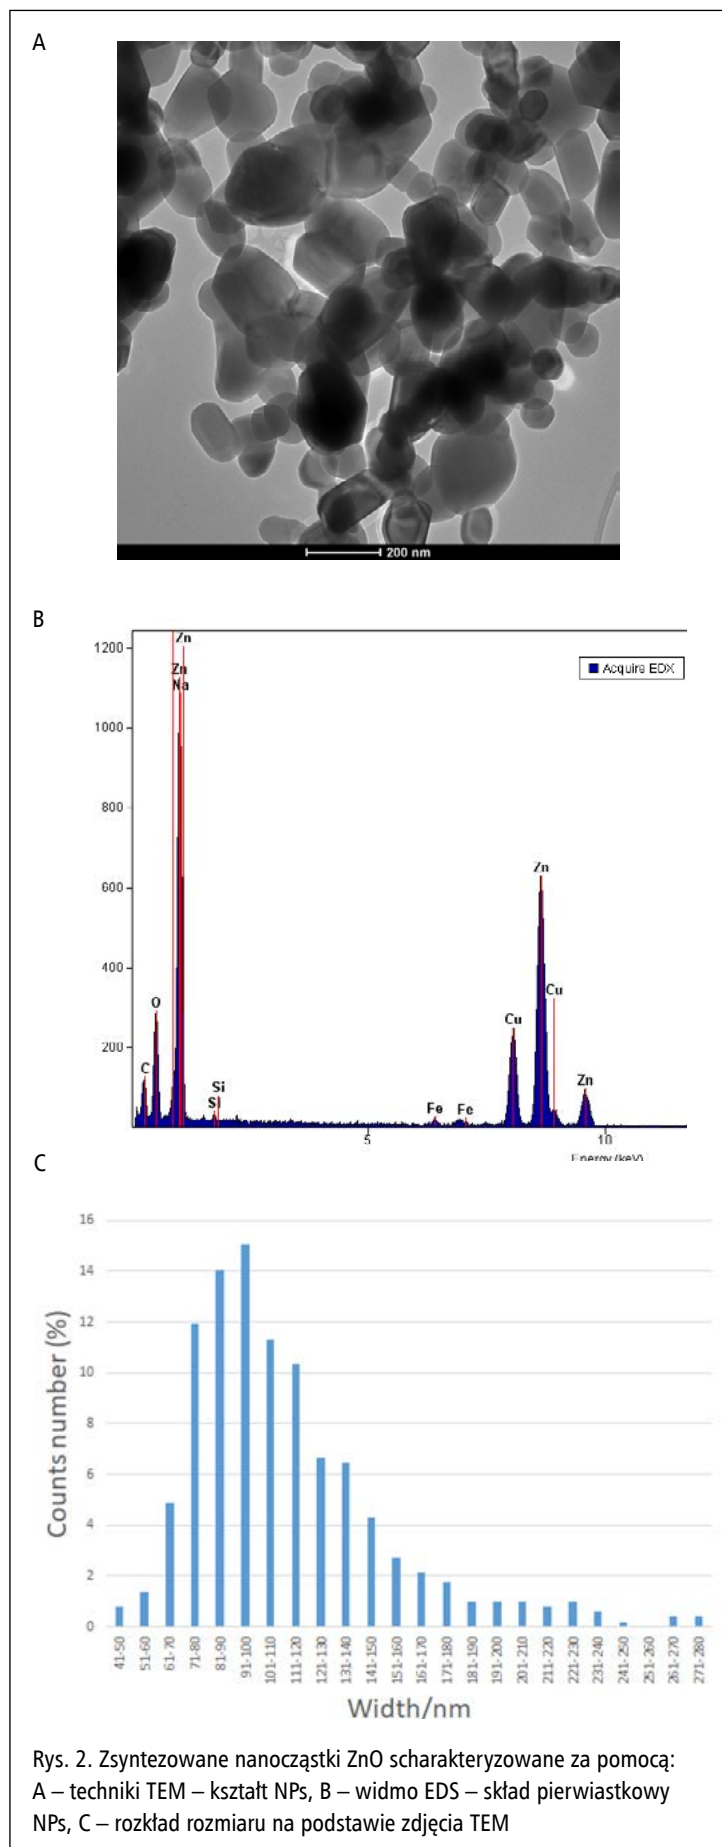 A
200 nm
B
Zn
1200
Zn
Na
Acquire EDX
1000
800
Zn
600
400
O
Cu
Cu
200
C
Si
Si
Fe
Fe
Zn
5
10
Energy (keV)
C
16
14
12
10
8
6
4
2
0
Counts number (%)
41-50
51-60
61-70
71-80
81-90
91-100
101-110
111-120
121-130
131-140
141-150
151-160
161-170
171-180
181-190
191-200
201-210
211-220
221-230
231-240
241-250
251-260
261-270
271-280
Width/nm
Rys. 2. Zsyntezowane nanocząstki ZnO scharakteryzowane za pomocą:
A – techniki TEM – kształt NPs, B – widmo EDS – skład pierwiastkowy
NPs, C – rozkład rozmiaru na podstawie zdjęcia TEM